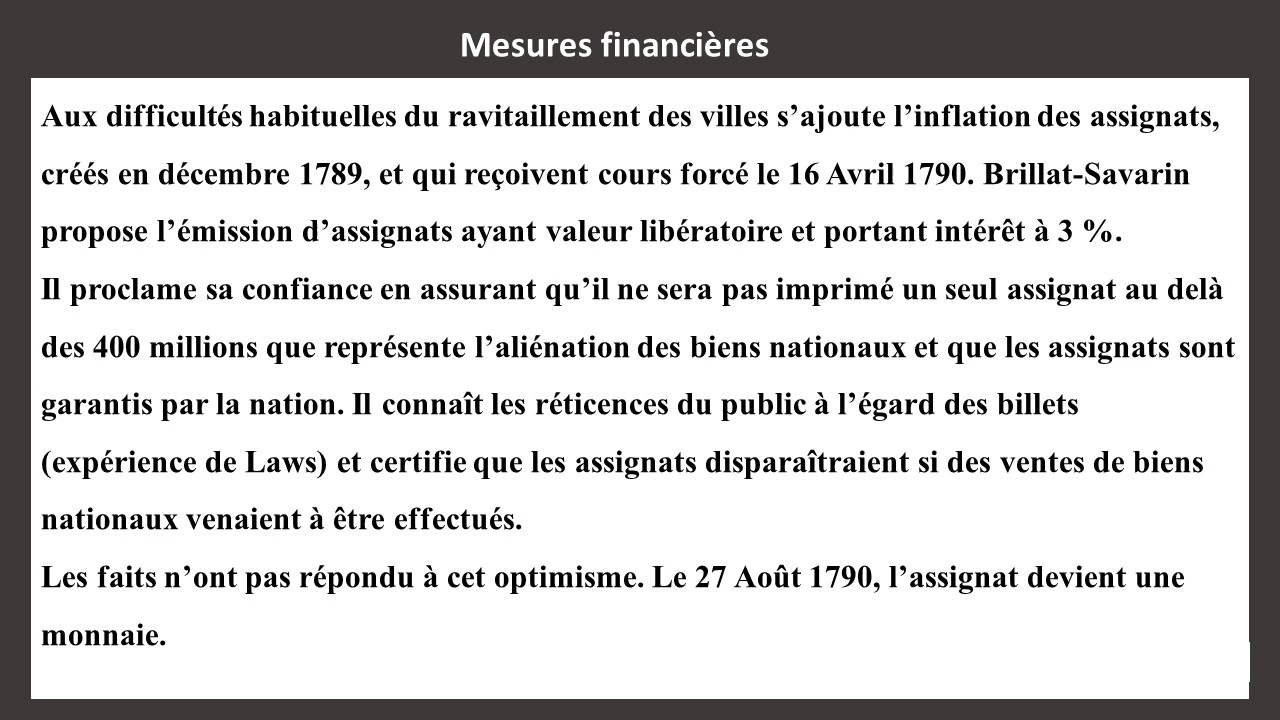 Mesures financières
Aux difficultés habituelles du ravitaillement des villes s’ajoute l’inflation des assignats,
créés en décembre 1789, et qui reçoivent cours forcé le 16 Avril 1790. Brillat-Savarin
propose l’émission d’assignats ayant valeur libératoire et portant intérêt à 3 %.
Il proclame sa confiance en assurant qu’il ne sera pas imprimé un seul assignat au delà
des 400 millions que représente l’aliénation des biens nationaux et que les assignats sont
garantis par la nation. Il connaît les réticences du public à l’égard des billets
(expérience de Laws) et certifie que les assignats disparaîtraient si des ventes de biens
nationaux venaient à être effectués.
Les faits n’ont pas répondu à cet optimisme. Le 27 Août 1790, l’assignat devient une
monnaie.